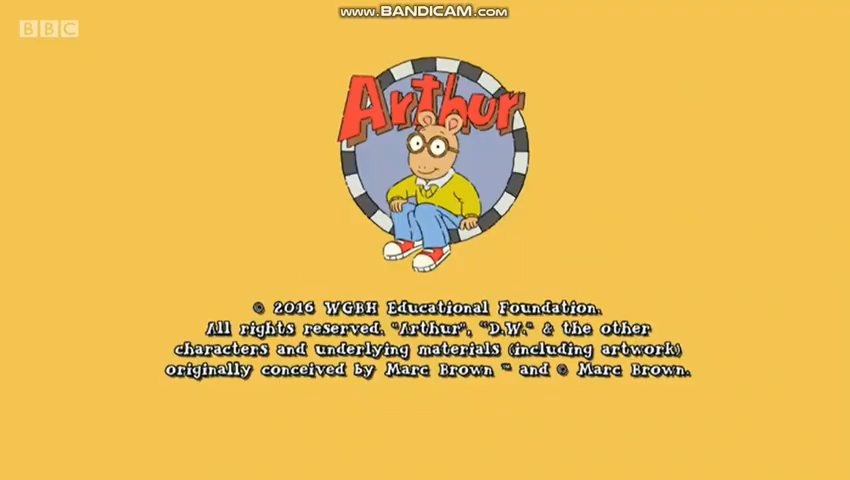 BBC
www.BANDICAM.com
Arthur
© 2016 WGBH Educational Foundation.
All rights reserved. "Arthur", "D.W." & the other
characters and underlying materials (including artwork)
originally conceived by Marc Brown ™ and © Marc Brown.